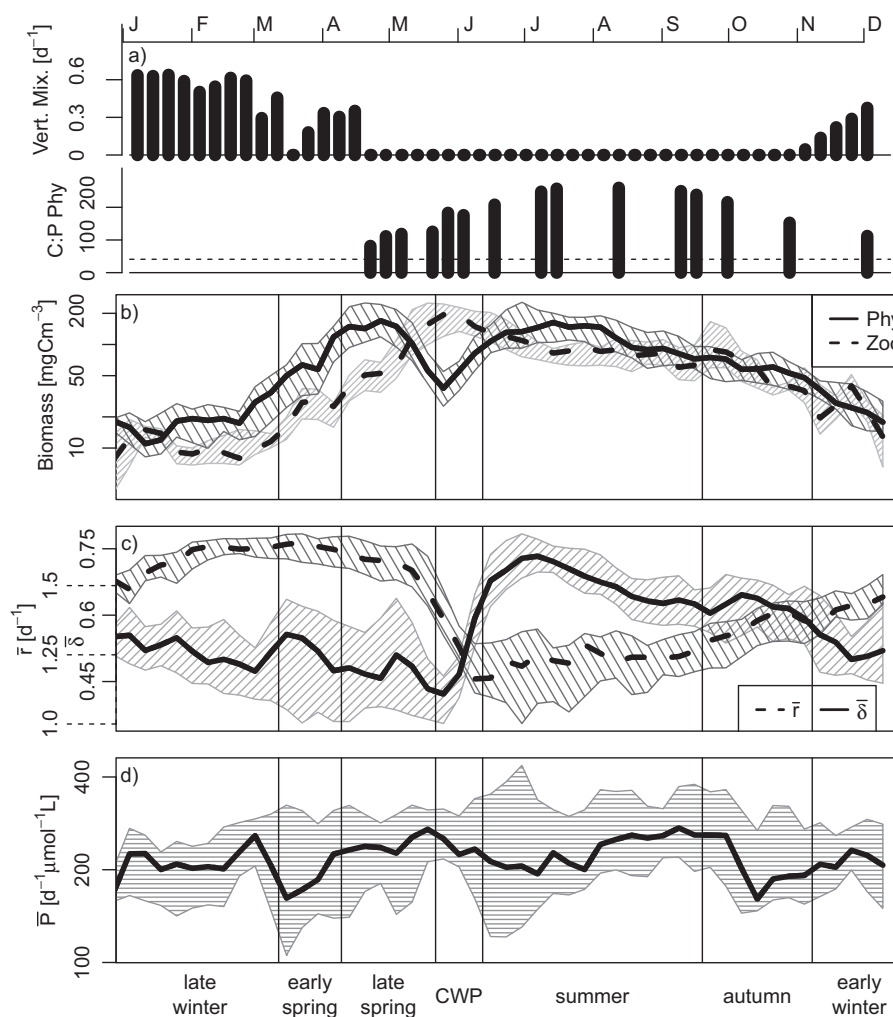 J F M A M J J A S O N D
a)
Vert. Mix. [d⁻¹]
0.6
0.3
0
C:P Phy
200
100
0
b)
Biomass [mgCm⁻³]
200
50
10
Phy
Zoo
c)
r̄ [d⁻¹]
δ̄
0.75
0.6
0.45
1.5
1.25
1.0
r̄ δ̄
d)
P̄ [d⁻¹μmol⁻¹L]
400
200
100
late winter
early spring
late spring
CWP
summer
autumn
early winter